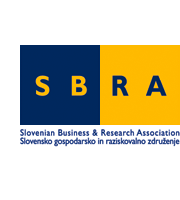 SBRA
Slovenian Business & Research Association
Slovensko gospodarsko in raziskovalno združenje